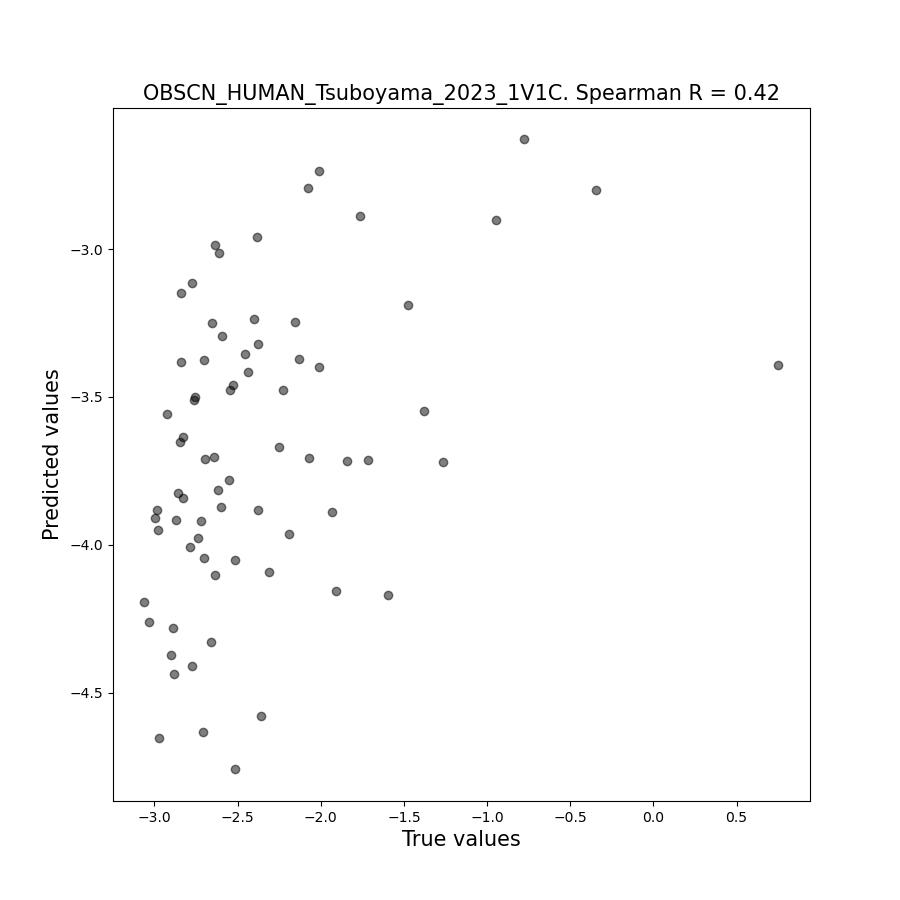 OBSCN_HUMAN_Tsuboyama_2023_1V1C. Spearman R = 0.42
−3.0
−3.5
−4.0
−4.5
Predicted values
−3.0 −2.5 −2.0 −1.5 −1.0 −0.5 0.0 0.5
True values